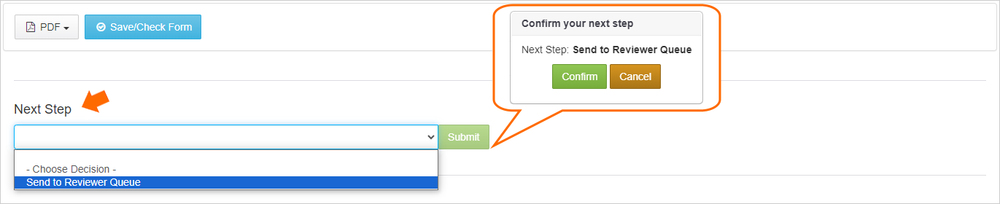 PDF
Save/Check Form
Confirm your next step
Next Step: Send to Reviewer Queue
Confirm
Cancel
Next Step
Submit
- Choose Decision -
Send to Reviewer Queue